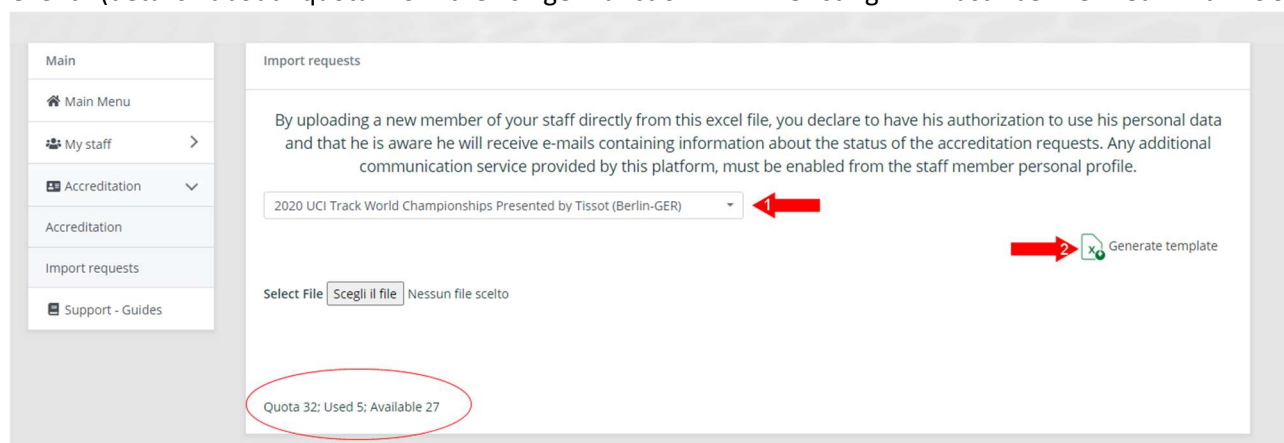 Main
Main Menu
My staff
Accreditation
Accreditation
Import requests
Support - Guides
Import requests
By uploading a new member of your staff directly from this excel file, you declare to have his authorization to use his personal data
and that he is aware he will receive e-mails containing information about the status of the accreditation requests. Any additional
communication service provided by this platform, must be enabled from the staff member personal profile.
2020 UCI Track World Championships Presented by Tissot (Berlin-GER)
1
2
Generate template
Select File Scegli il file Nessun file scelto
Quota 32; Used 5; Available 27